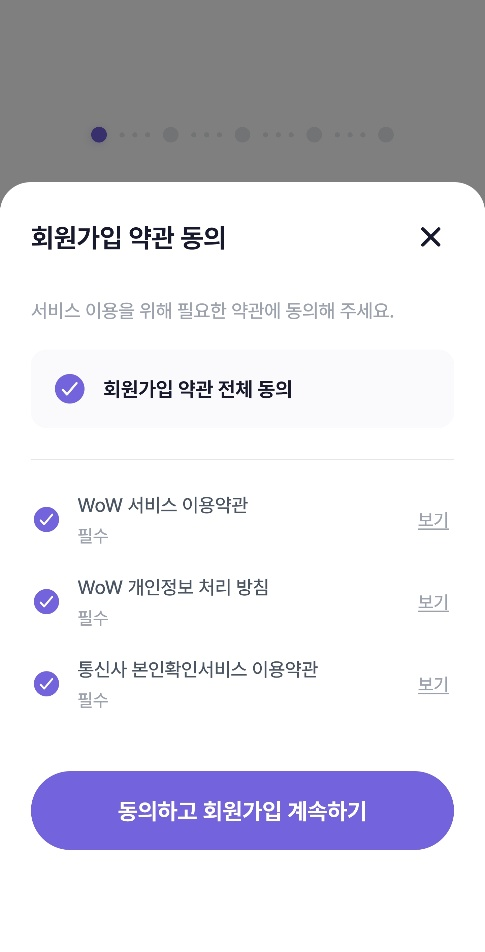 회원가입 약관 동의
서비스 이용을 위해 필요한 약관에 동의해 주세요.
회원가입 약관 전체 동의
WoW 서비스 이용약관
필수
보기
WoW 개인정보 처리 방침
필수
보기
통신사 본인확인서비스 이용약관
필수
보기
동의하고 회원가입 계속하기